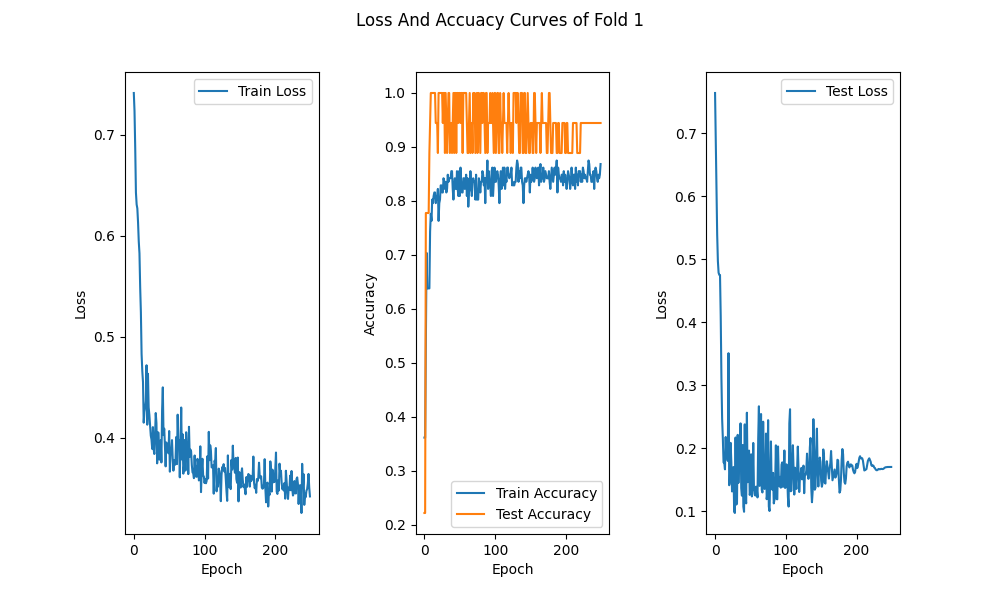 Loss And Accuacy Curves of Fold 1
Train Loss
0.7
0.6
0.5
0.4
Loss
0
100
200
Epoch
1.0
0.9
0.8
0.7
0.6
0.5
0.4
0.3
0.2
Accuracy
Train Accuracy
Test Accuracy
0
100
200
Epoch
Test Loss
0.7
0.6
0.5
0.4
0.3
0.2
0.1
Loss
0
100
200
Epoch